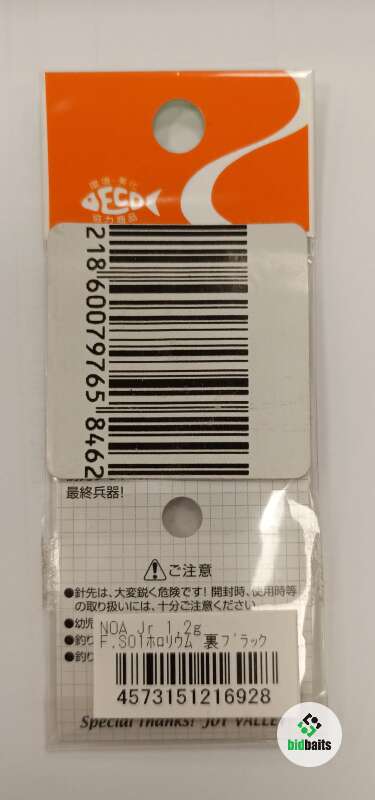 環境・美化
ECO
協力商品
218600797658462
最終兵器!
ご注意
●針先は、大変鋭く危険です!開封時、使用時等
の取り扱いには、十分ご注意ください
●幼児
●釣り
●釣り
NOA Jr 1.2g
F.S01ホロリウム 裏ブラック
4573151216928
Special Thanks! JOY VALLE
bidbaits